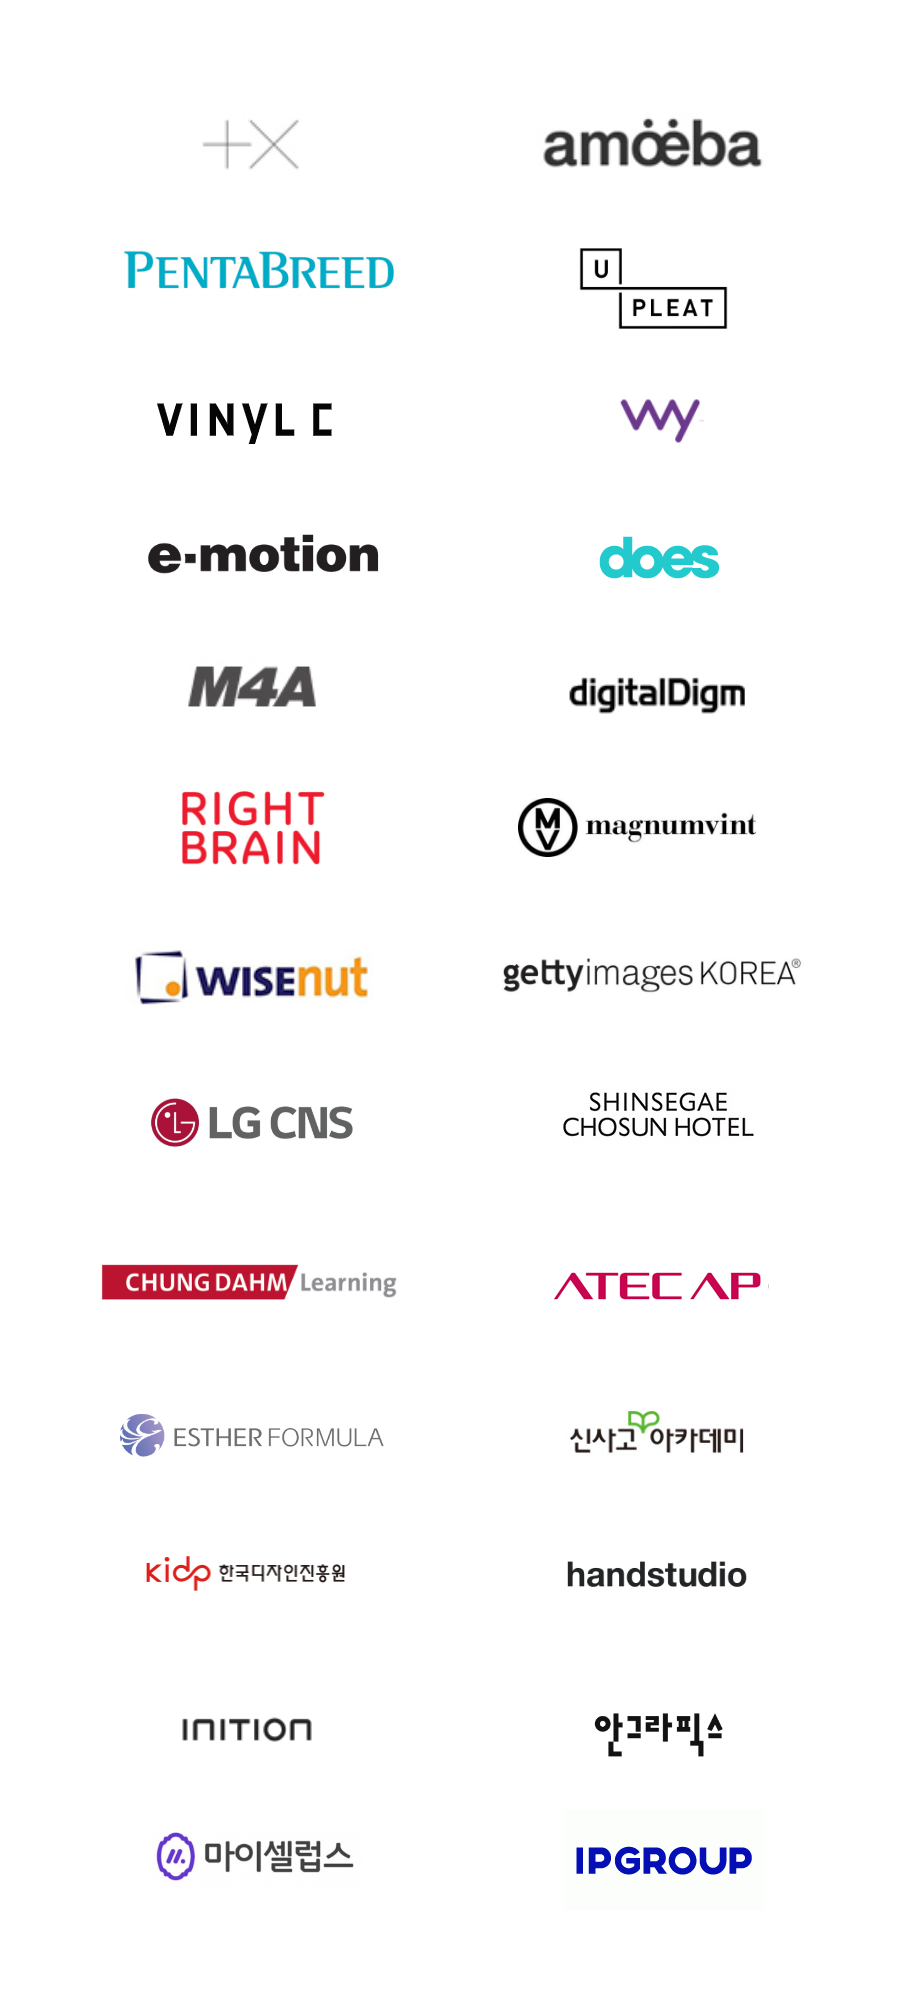 +X
amöëba
PENTABREED
U
PLEAT
VINYL C
wy
e-motion
does
M4A
digitalDigm
RIGHT
BRAIN
MV magnumvint
WISEnut
gettyimages KOREA®
LG CNS
SHINSEGAE
CHOSUN HOTEL
CHUNG DAHM Learning
ATEC AP
ESTHER FORMULA
신사고 아카데미
kidp 한국디자인진흥원
handstudio
INITION
안그라픽스
마이셀럽스
IPGROUP